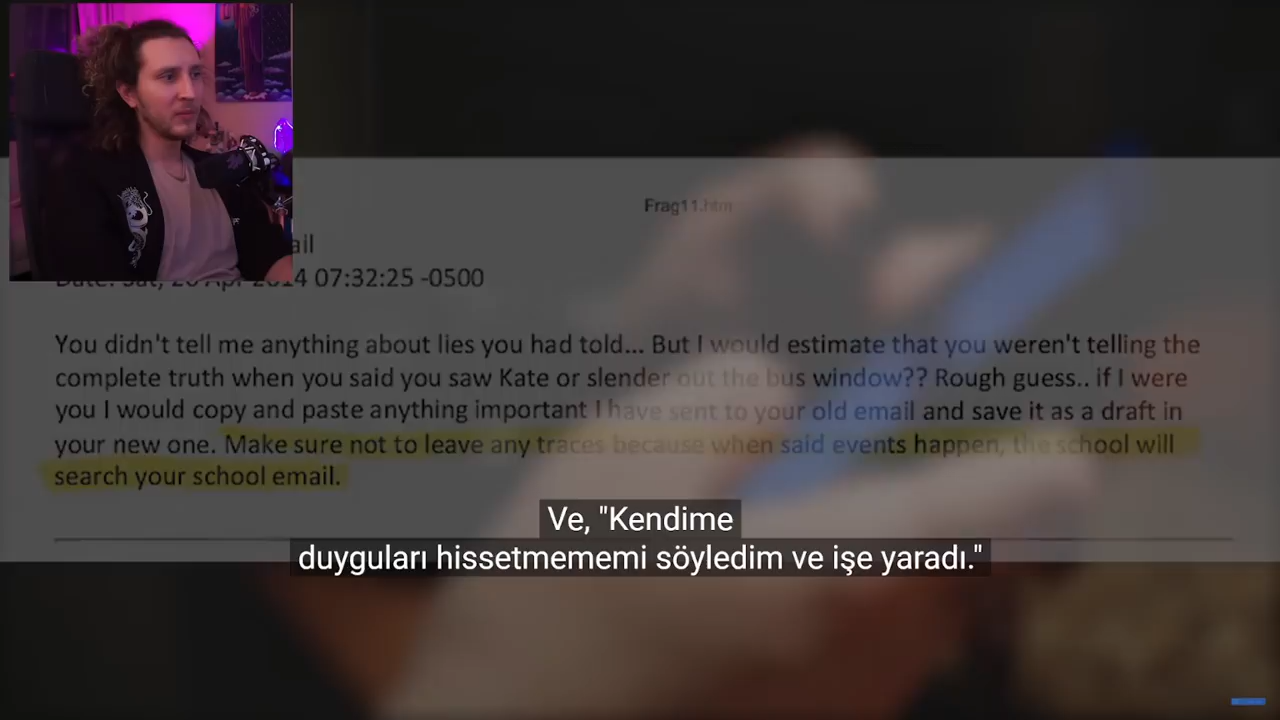 Frag11.htm
ail
Date: Sat, 26 Apr 2014 07:32:25 -0500
You didn't tell me anything about lies you had told... But I would estimate that you weren't telling the
complete truth when you said you saw Kate or slender out the bus window?? Rough guess.. if I were
you I would copy and paste anything important I have sent to your old email and save it as a draft in
your new one. Make sure not to leave any traces because when said events happen, the school will
search your school email.
Ve, "Kendime
duyguları hissetmememi söyledim ve işe yaradı."